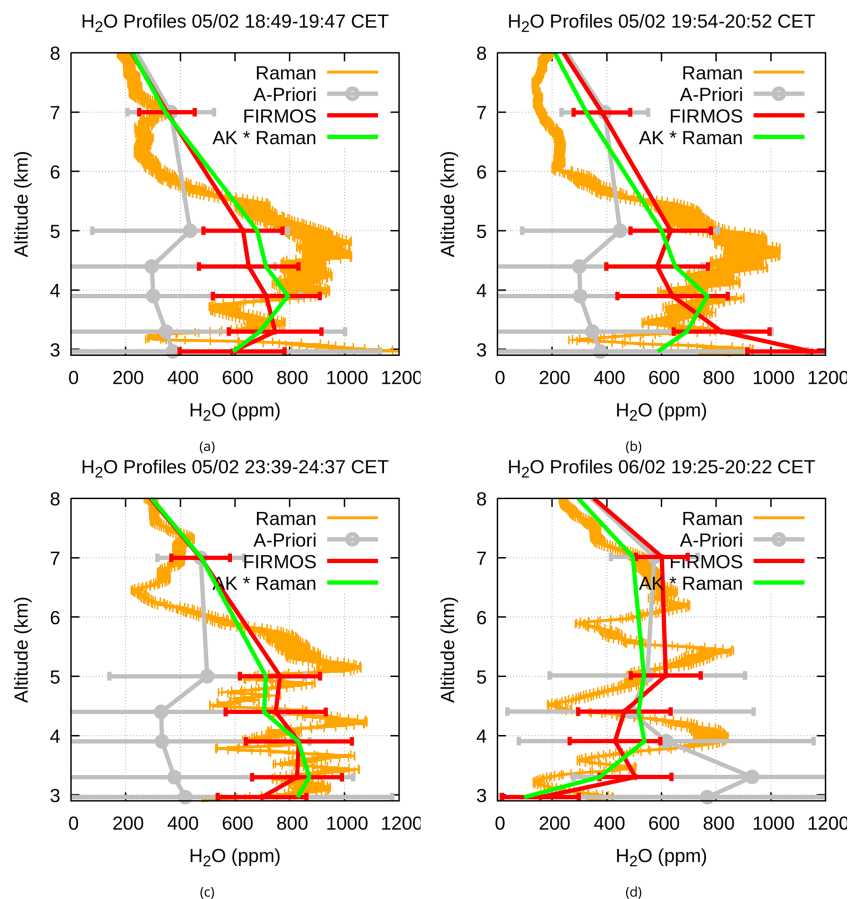 H2O Profiles 05/02 18:49-19:47 CET
8
7
6
5
4
3
Altitude (km)
Raman
A-Priori
FIRMOS
AK * Raman
0 200 400 600 800 1000 1200
H2O (ppm)
(a)
H2O Profiles 05/02 19:54-20:52 CET
8
7
6
5
4
3
Altitude (km)
Raman
A-Priori
FIRMOS
AK * Raman
0 200 400 600 800 1000 1200
H2O (ppm)
(b)
H2O Profiles 05/02 23:39-24:37 CET
8
7
6
5
4
3
Altitude (km)
Raman
A-Priori
FIRMOS
AK * Raman
0 200 400 600 800 1000 1200
H2O (ppm)
(c)
H2O Profiles 06/02 19:25-20:22 CET
8
7
6
5
4
3
Altitude (km)
Raman
A-Priori
FIRMOS
AK * Raman
0 200 400 600 800 1000 1200
H2O (ppm)
(d)